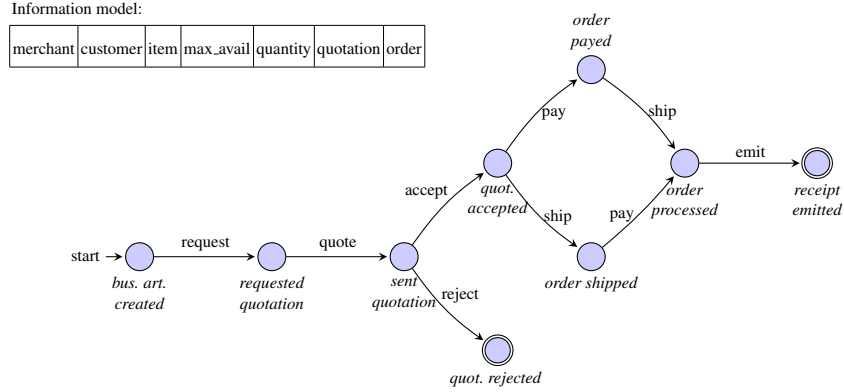 Information model:
merchant customer item max_avail quantity quotation order
order
payed
pay
ship
emit
accept
quot.
accepted
order
processed
receipt
emitted
ship
pay
start
request
quote
bus. art.
created
requested
quotation
sent
quotation
reject
order shipped
quot. rejected